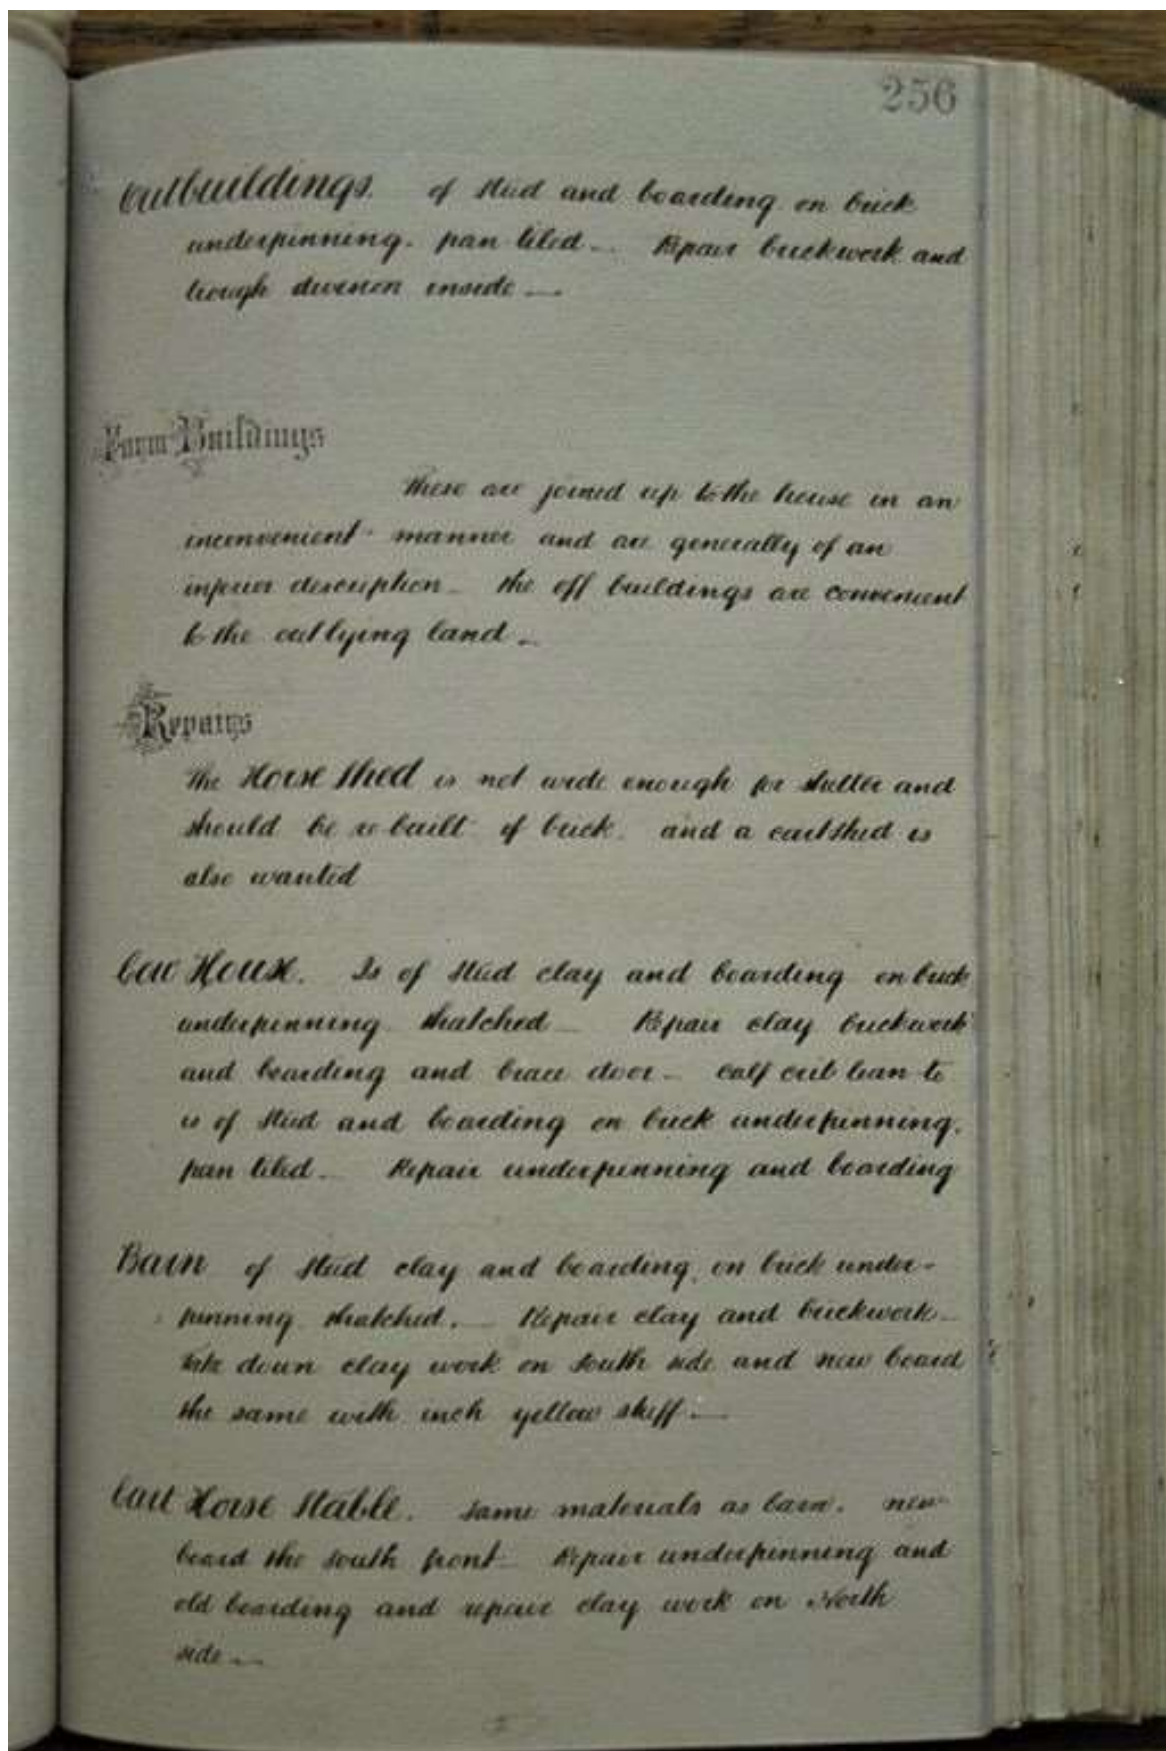 256
Outbuildings. of stud and boarding on brick
underpinning. pan tiled — Repair brickwork and
trough division inside —
Farm Buildings
These are joined up to the house in an
inconvenient manner and are generally of an
inferior description — the off buildings are convenient
to the outlying land —
Repairs
The Horse Shed is not wide enough for shelter and
should be re built of brick. and a cartshed is
also wanted
Cow House. Is of stud clay and boarding on brick
underpinning thatched — Repair clay brickwork
and boarding and brace door — calf crib lean to
is of stud and boarding on brick underpinning.
pan tiled — Repair underpinning and boarding
Barn of stud clay and boarding, on brick under-
pinning thatched. — Repair clay and brickwork —
take down clay work on South side and new board
the same with inch yellow stuff. —
Cart Horse Stable. Same materials as barn. new
board the south front — Repair underpinning and
old boarding and repair clay work on North
side —